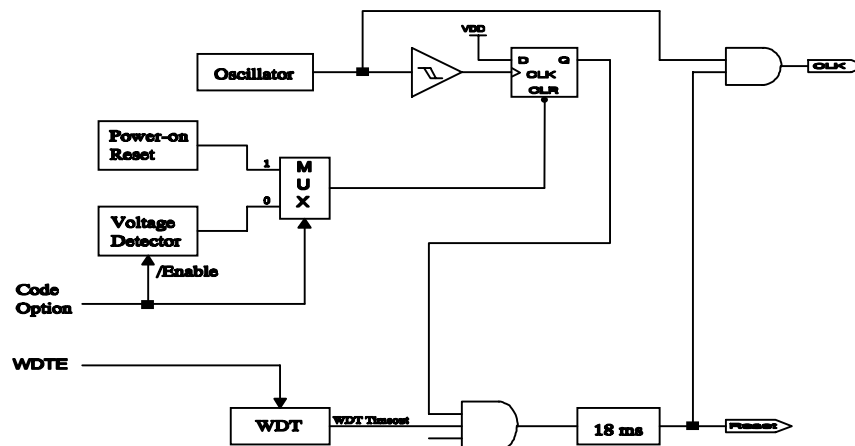 VDD
Oscillator
D Q
CLK
CLR
CLK
Power-on
Reset
1
MUX
0
Voltage
Detector
/Enable
Code
Option
WDTE
WDT
WDT Timeout
18 ms
Reset